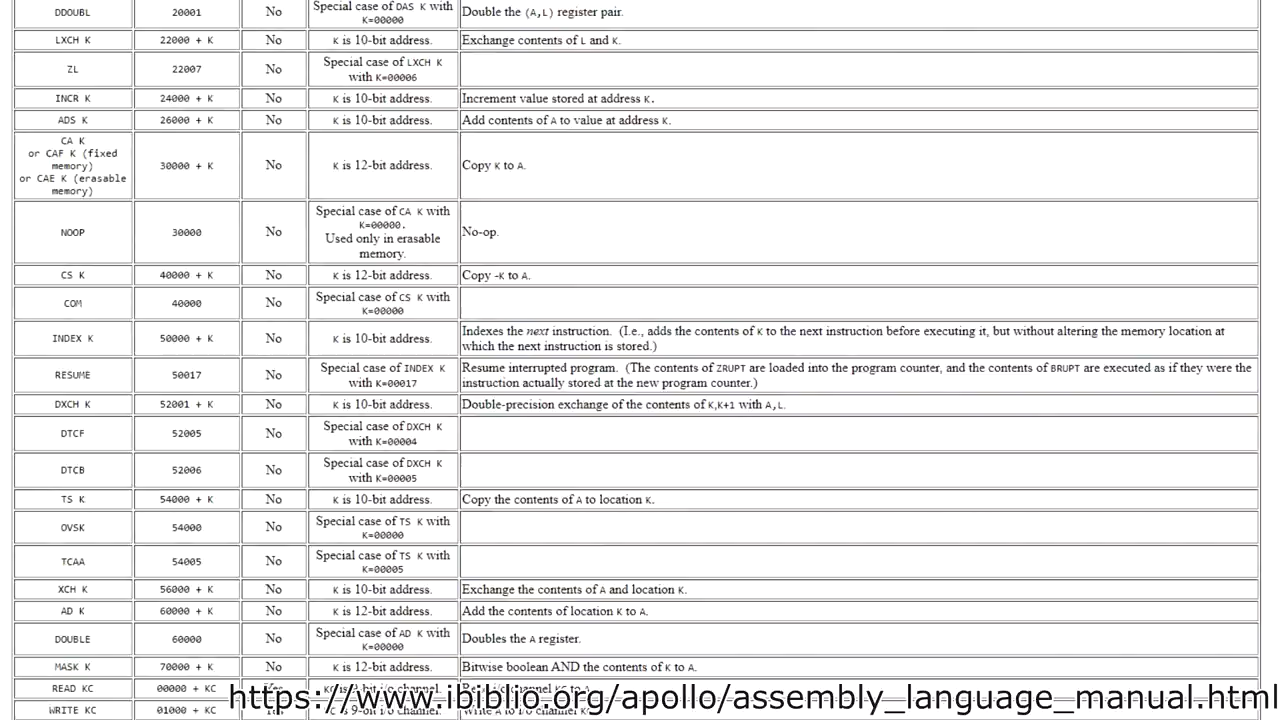 DDOUBL 20001 No Special case of DAS K with K=00000 Double the (A,L) register pair.
LXCH K 22000 + K No K is 10-bit address. Exchange contents of L and K.
ZL 22007 No Special case of LXCH K with K=00006
INCR K 24000 + K No K is 10-bit address. Increment value stored at address K.
ADS K 26000 + K No K is 10-bit address. Add contents of A to value at address K.
CA K
or CAF K (fixed
memory)
or CAE K (erasable
memory)
30000 + K No K is 12-bit address. Copy K to A.
NOOP 30000 No
Special case of CA K with
K=00000.
Used only in erasable
memory.
No-op.
CS K 40000 + K No K is 12-bit address. Copy -K to A.
COM 40000 No Special case of CS K with K=00000
INDEX K 50000 + K No K is 10-bit address.
Indexes the next instruction. (I.e., adds the contents of K to the next instruction before executing it, but without altering the memory location at
which the next instruction is stored.)
RESUME 50017 No Special case of INDEX K with K=00017
Resume interrupted program. (The contents of ZRUPT are loaded into the program counter, and the contents of BRUPT are executed as if they were the
instruction actually stored at the new program counter.)
DXCH K 52001 + K No K is 10-bit address. Double-precision exchange of the contents of K,K+1 with A,L.
DTCF 52005 No Special case of DXCH K with K=00004
DTCB 52006 No Special case of DXCH K with K=00005
TS K 54000 + K No K is 10-bit address. Copy the contents of A to location K.
OVSK 54000 No Special case of TS K with K=00000
TCAA 54005 No Special case of TS K with K=00005
XCH K 56000 + K No K is 10-bit address. Exchange the contents of A and location K.
AD K 60000 + K No K is 12-bit address. Add the contents of location K to A.
DOUBLE 60000 No Special case of AD K with K=00000 Doubles the A register.
MASK K 70000 + K No K is 12-bit address. Bitwise boolean AND the contents of K to A.
READ KC 00000 + KC
WRITE KC 01000 + KC
https://www.ibiblio.org/apollo/assembly_language_manual.html